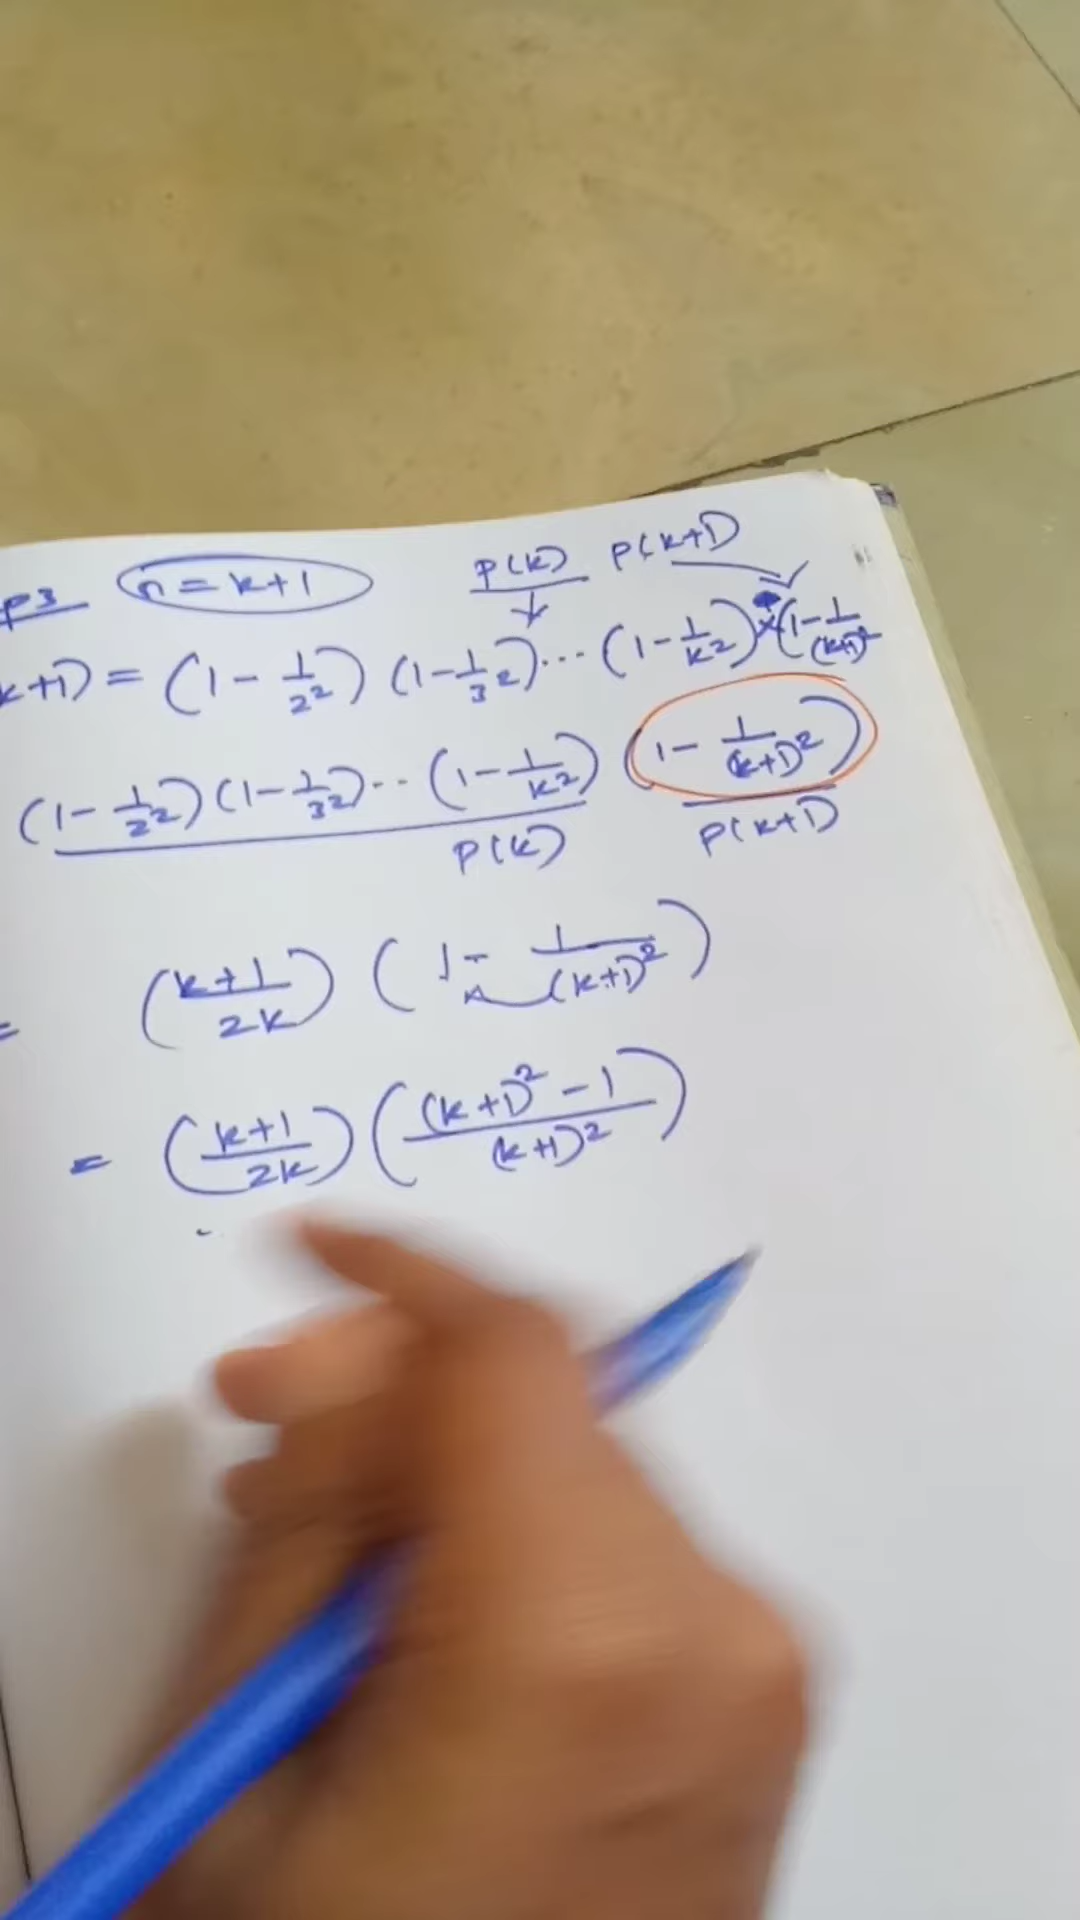 p3 n = k+1 P(k) P(k+1)
k+1) = (1 - 1/2²) (1 - 1/3²) ... (1 - 1/k²) × (1 - 1/(k+1)²
(1 - 1/2²) (1 - 1/3²) .. (1 - 1/k²) (1 - 1/(k+1)²)
P(k) P(k+1)
= (k+1/2k) (1 - 1/(k+1)²)
= (k+1/2k) ((k+1)² - 1/(k+1)²)